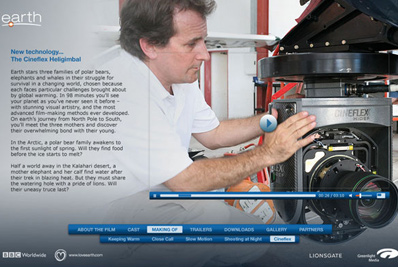 earth
New technology...
The Cineflex Heligimbal
Earth stars three families of polar bears,
elephants and whales in their struggle for
survival in a changing world, chosen because
each faces particular challenges brought about
by global warming. In 98 minutes you'll see
your planet as you've never seen it before –
with stunning visual artistry, and the most
advanced film-making methods ever developed.
On earth's journey from North Pole to South,
you'll meet the three mothers and discover
their overwhelming bond with their young.
In the Arctic, a polar bear family awakens to
the first sunlight of spring. Will they find food
before the ice starts to melt?
Half a world away in the Kalahari desert, a
mother elephant and her calf find water after
their trek in blazing heat. But they must share
the watering hole with a pride of lions. Will
their uneasy truce last?
CINEFLEX
ABOUT THE FILM CAST MAKING OF TRAILERS DOWNLOADS GALLERY PARTNERS
Keeping Warm Close Call Slow Motion Shooting at Night Cineflex
BBC Worldwide www.loveearth.com LIONSGATE Greenlight
Media